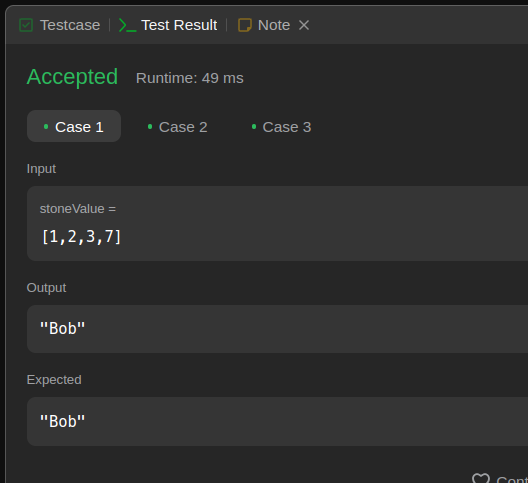 Testcase Test Result Note
Accepted Runtime: 49 ms
Case 1 Case 2 Case 3
Input
stoneValue =
[1,2,3,7]
Output
"Bob"
Expected
"Bob"